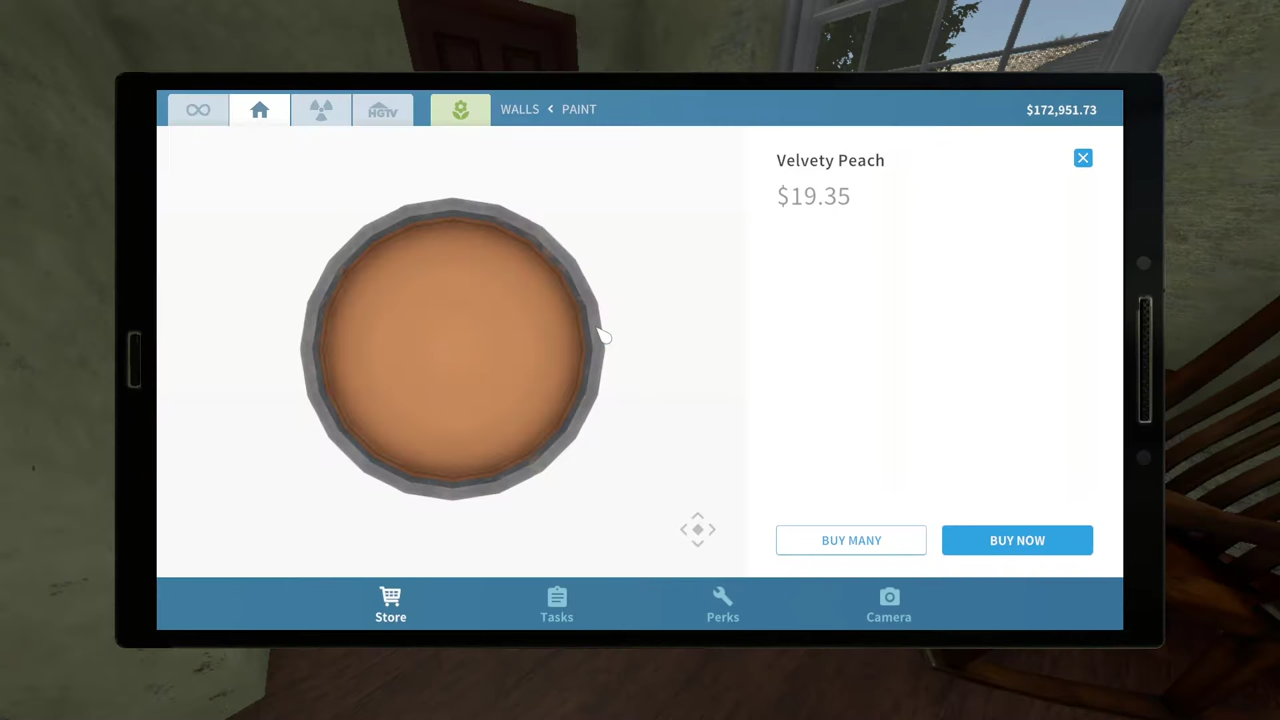 HGTV
WALLS < PAINT
$172,951.73
Velvety Peach
$19.35
BUY MANY
BUY NOW
Store
Tasks
Perks
Camera